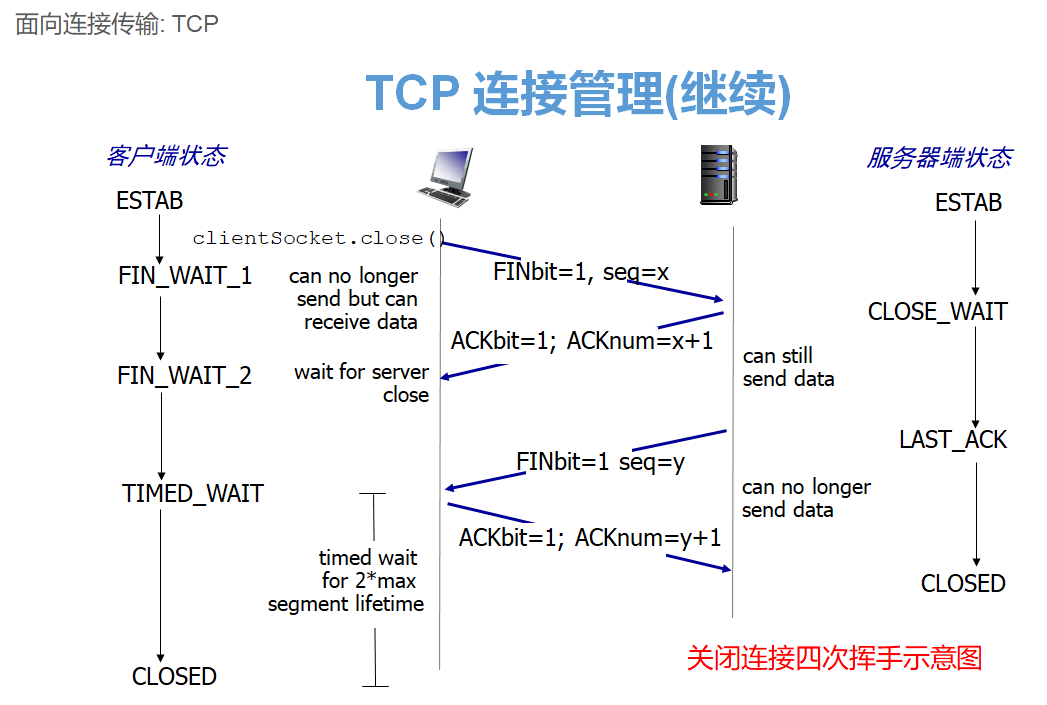 面向连接传输: TCP
TCP 连接管理(继续)
客户端状态
服务器端状态
ESTAB
ESTAB
clientSocket.close()
FIN_WAIT_1
can no longer
send but can
receive data
FINbit=1, seq=x
CLOSE_WAIT
ACKbit=1; ACKnum=x+1
can still
send data
FIN_WAIT_2
wait for server
close
LAST_ACK
FINbit=1 seq=y
can no longer
send data
TIMED_WAIT
ACKbit=1; ACKnum=y+1
timed wait
for 2*max
segment lifetime
CLOSED
关闭连接四次挥手示意图
CLOSED